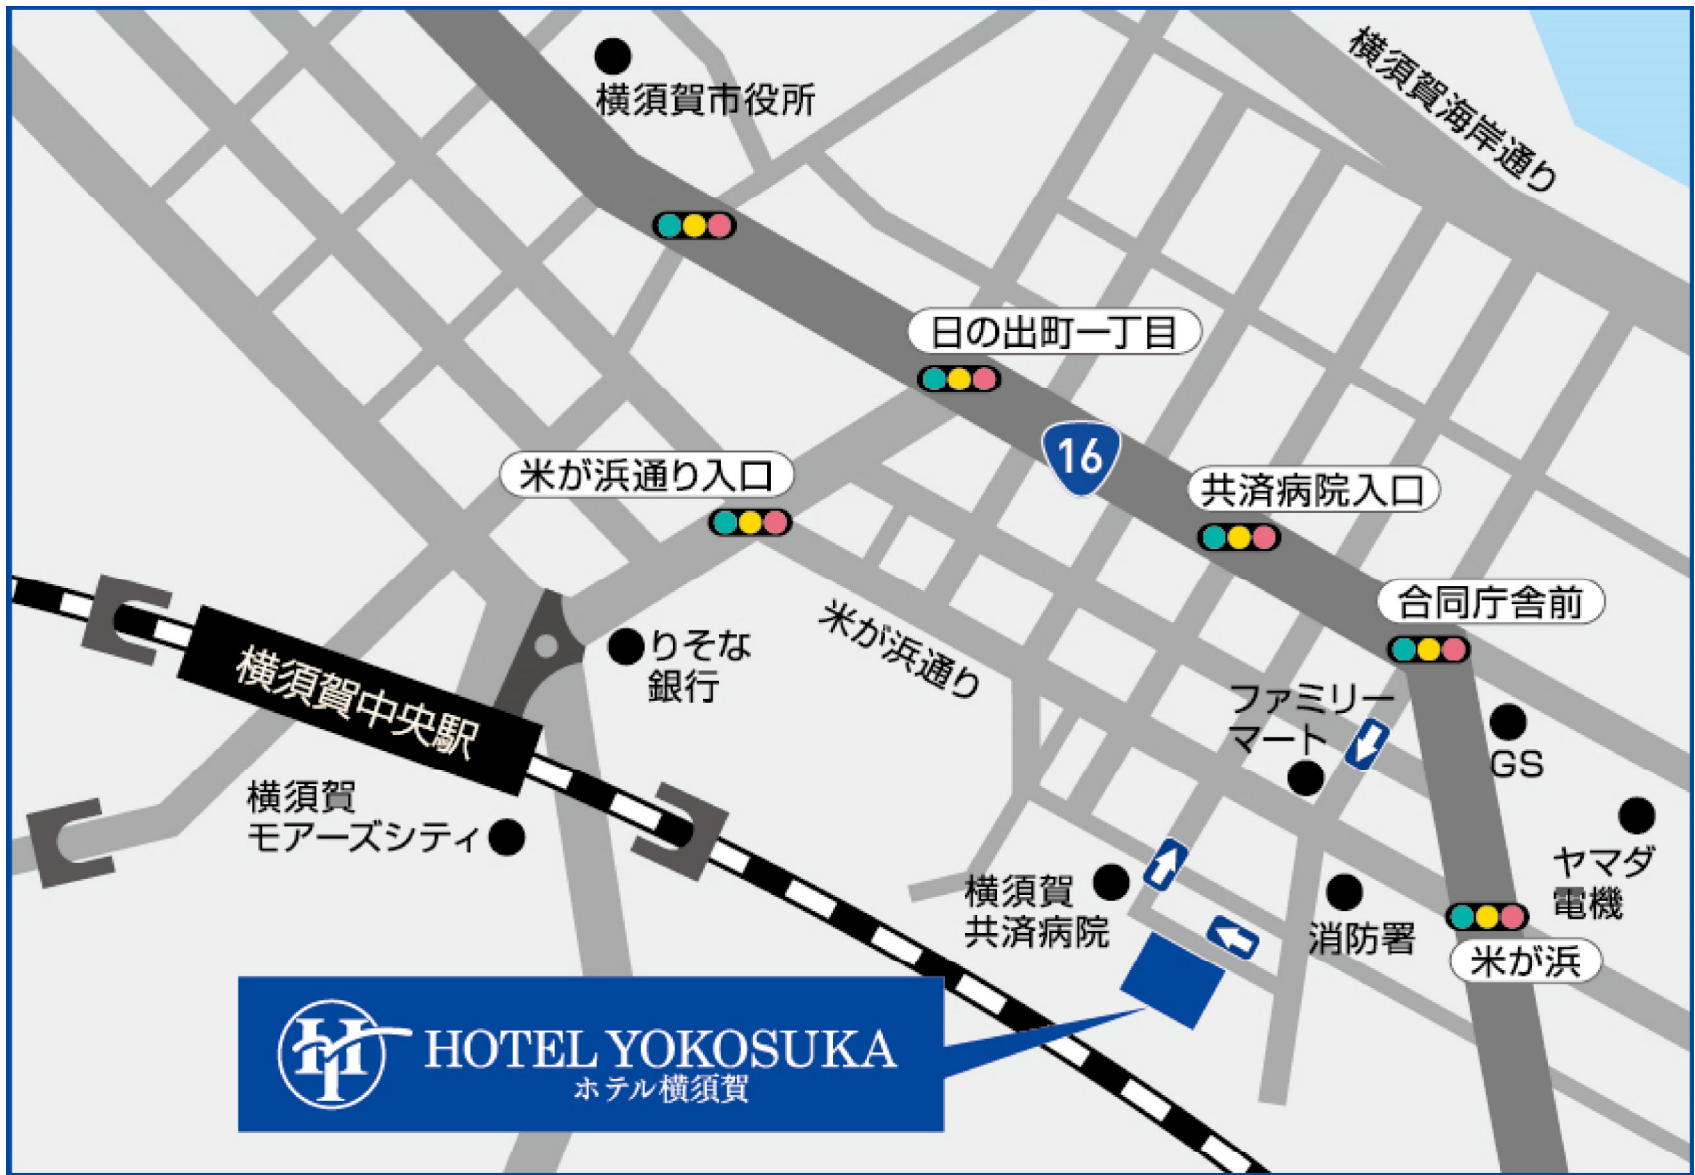 横須賀市役所
横須賀海岸通り
日の出町一丁目
16
米が浜通り入口
共済病院入口
合同庁舎前
米が浜通り
りそな
銀行
横須賀中央駅
ファミリー
マート
GS
横須賀
モアーズシティ
ヤマダ
電機
横須賀
共済病院
消防署
米が浜
HY
HOTEL YOKOSUKA
ホテル横須賀